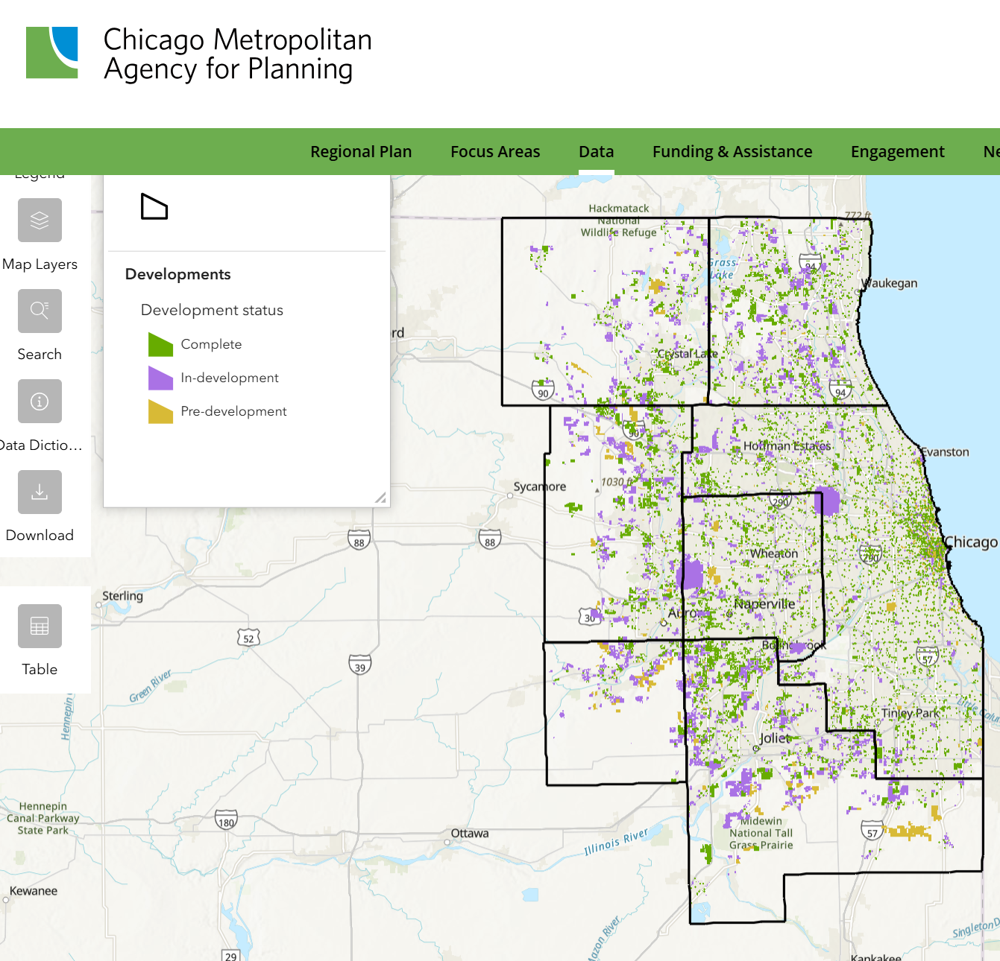 Chicago Metropolitan
Agency for Planning
Regional Plan
Focus Areas
Data
Funding & Assistance
Engagement
Legend
Map Layers
Search
Data Dictio...
Download
Table
Developments
Development status
Complete
In-development
Pre-development
Hackmatack
National
Wildlife Refuge
772 ft
Grass
Lake
94
Waukegan
Crystal Lake
90
94
90
Hoffman Estates
Evanston
Sycamore
1030 ft
290
88
88
Wheaton
290
Chicago
Sterling
Naperville
30
52
Bolingbrook
39
57
Green River
Tinley Park
Hennepin
Joliet
Hennepin
Canal Parkway
State Park
180
Ottawa
Illinois River
Midewin
National Tall
Grass Prairie
57
Kewanee
29
Kankakee